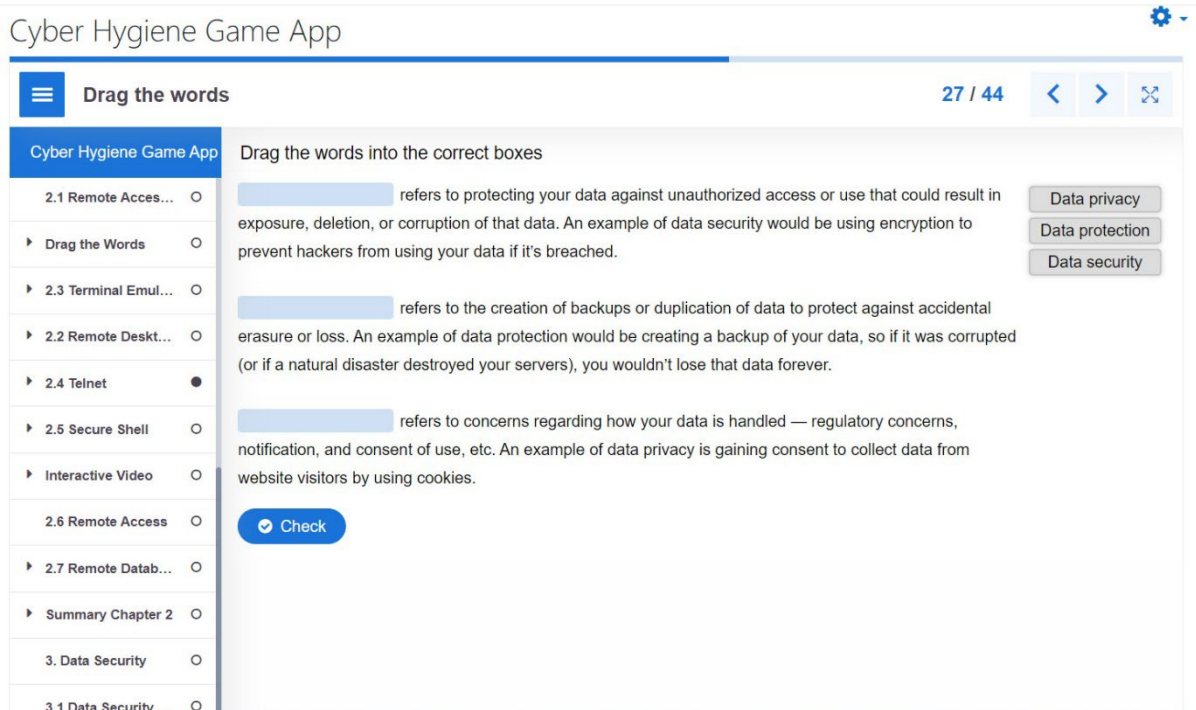 Cyber Hygiene Game App
Drag the words
27 / 44
Cyber Hygiene Game App
2.1 Remote Acces...
Drag the Words
2.3 Terminal Emul...
2.2 Remote Deskt...
2.4 Telnet
2.5 Secure Shell
Interactive Video
2.6 Remote Access
2.7 Remote Datab...
Summary Chapter 2
3. Data Security
3.1 Data Security
Drag the words into the correct boxes
refers to protecting your data against unauthorized access or use that could result in
exposure, deletion, or corruption of that data. An example of data security would be using encryption to
prevent hackers from using your data if it’s breached.
refers to the creation of backups or duplication of data to protect against accidental
erasure or loss. An example of data protection would be creating a backup of your data, so if it was corrupted
(or if a natural disaster destroyed your servers), you wouldn’t lose that data forever.
refers to concerns regarding how your data is handled — regulatory concerns,
notification, and consent of use, etc. An example of data privacy is gaining consent to collect data from
website visitors by using cookies.
Check
Data privacy
Data protection
Data security